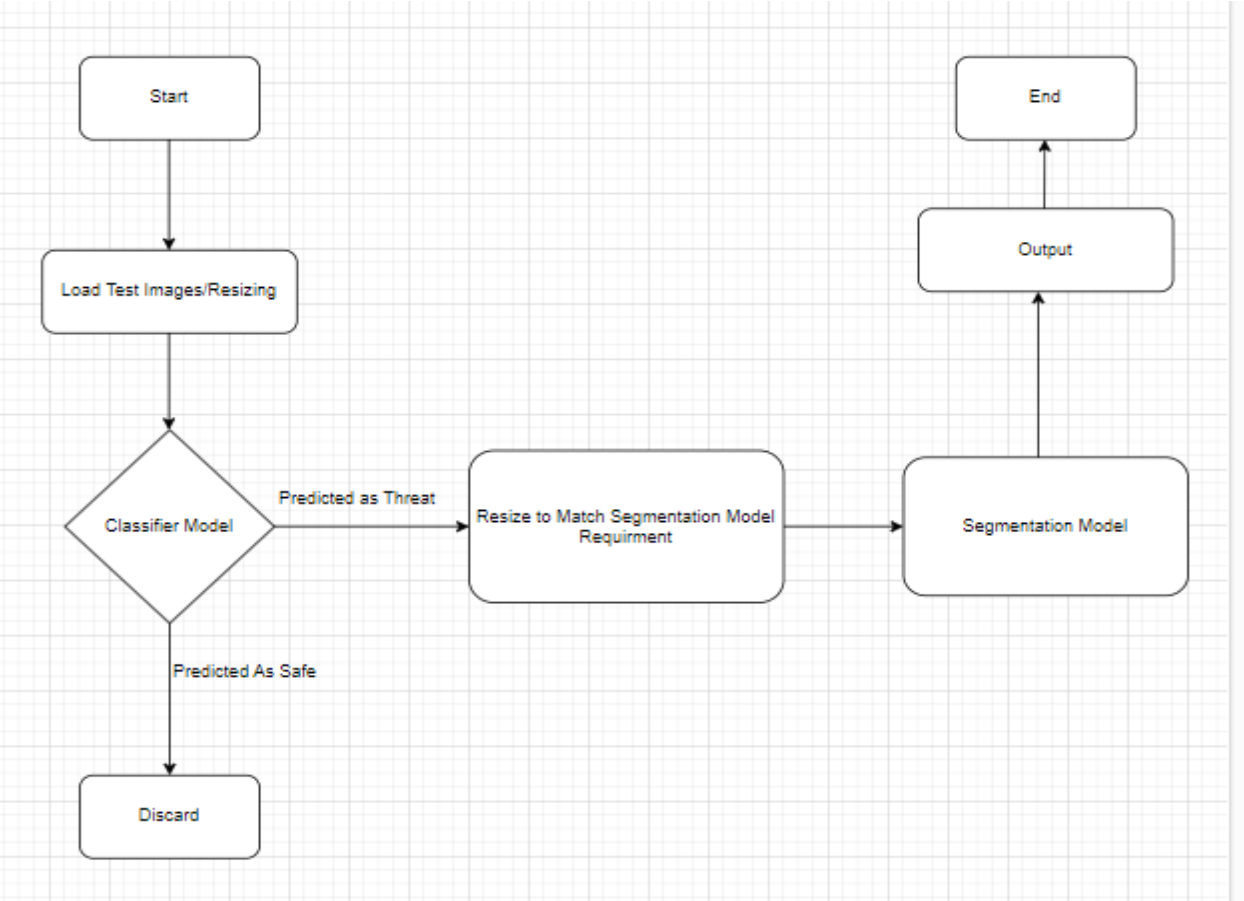 Start
End
Output
Load Test Images/Resizing
Predicted as Threat
Classifier Model
Resize to Match Segmentation Model
Requirment
Segmentation Model
Predicted As Safe
Discard